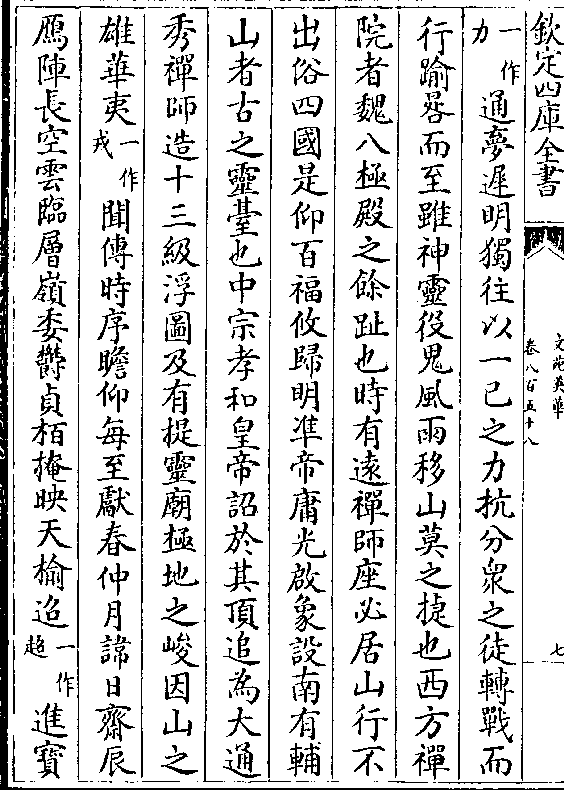 欽定四庫全書
文苑英華
卷八百五十八
七
一作力通夢遲明獨往以一己之力抗分衆之徒轉戰而
行踰晷而至雖神靈役鬼風雨移山莫之捷也西方禪
院者魏八極殿之餘趾也時有遠禪師座必居山行不
出俗四國是仰百福攸歸明準帝庸光啟象設南有輔
山者古之靈臺也中宗孝和皇帝詔於其頂追為大通
秀禪師造十三級浮圖及有提靈廟極地之峻因山之
雄華夷一作戎聞傳時序瞻仰每至獻春仲月諱日齋辰
鴈陣長空雲臨層嶺委欝貞栢掩映天榆迢一作超進寶